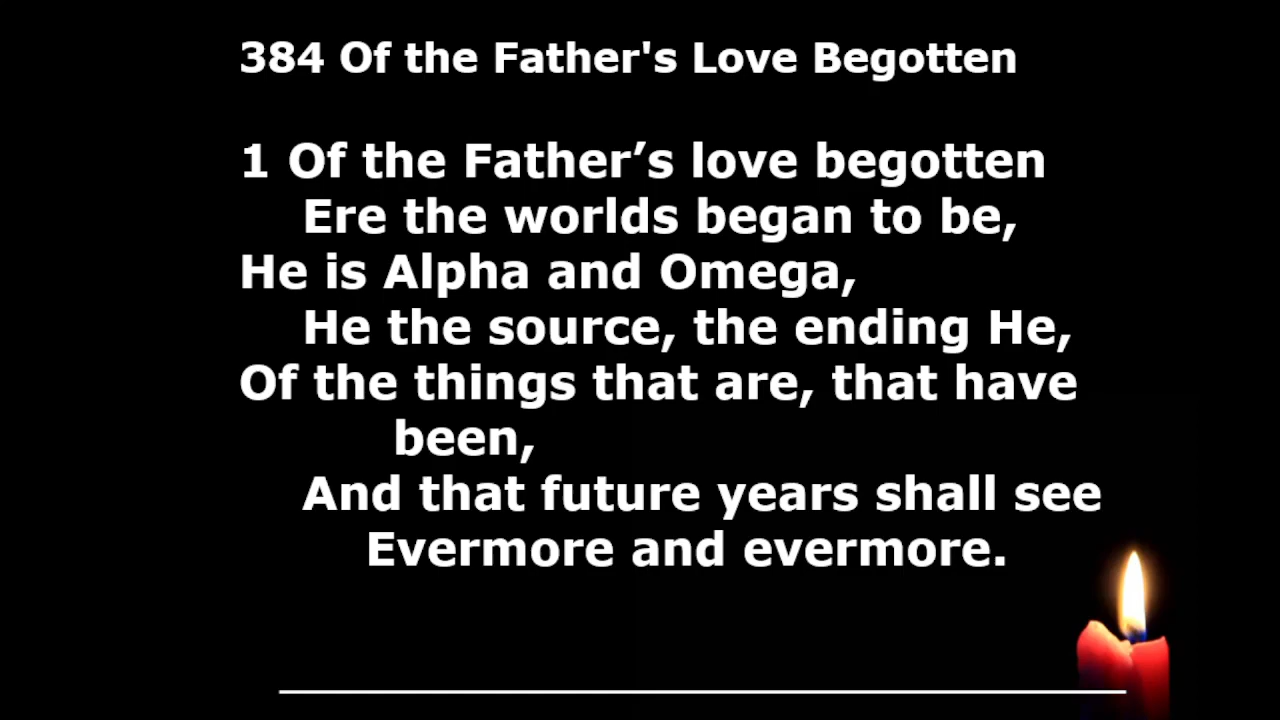 384 Of the Father's Love Begotten
1 Of the Father’s love begotten
Ere the worlds began to be,
He is Alpha and Omega,
He the source, the ending He,
Of the things that are, that have
been,
And that future years shall see
Evermore and evermore.